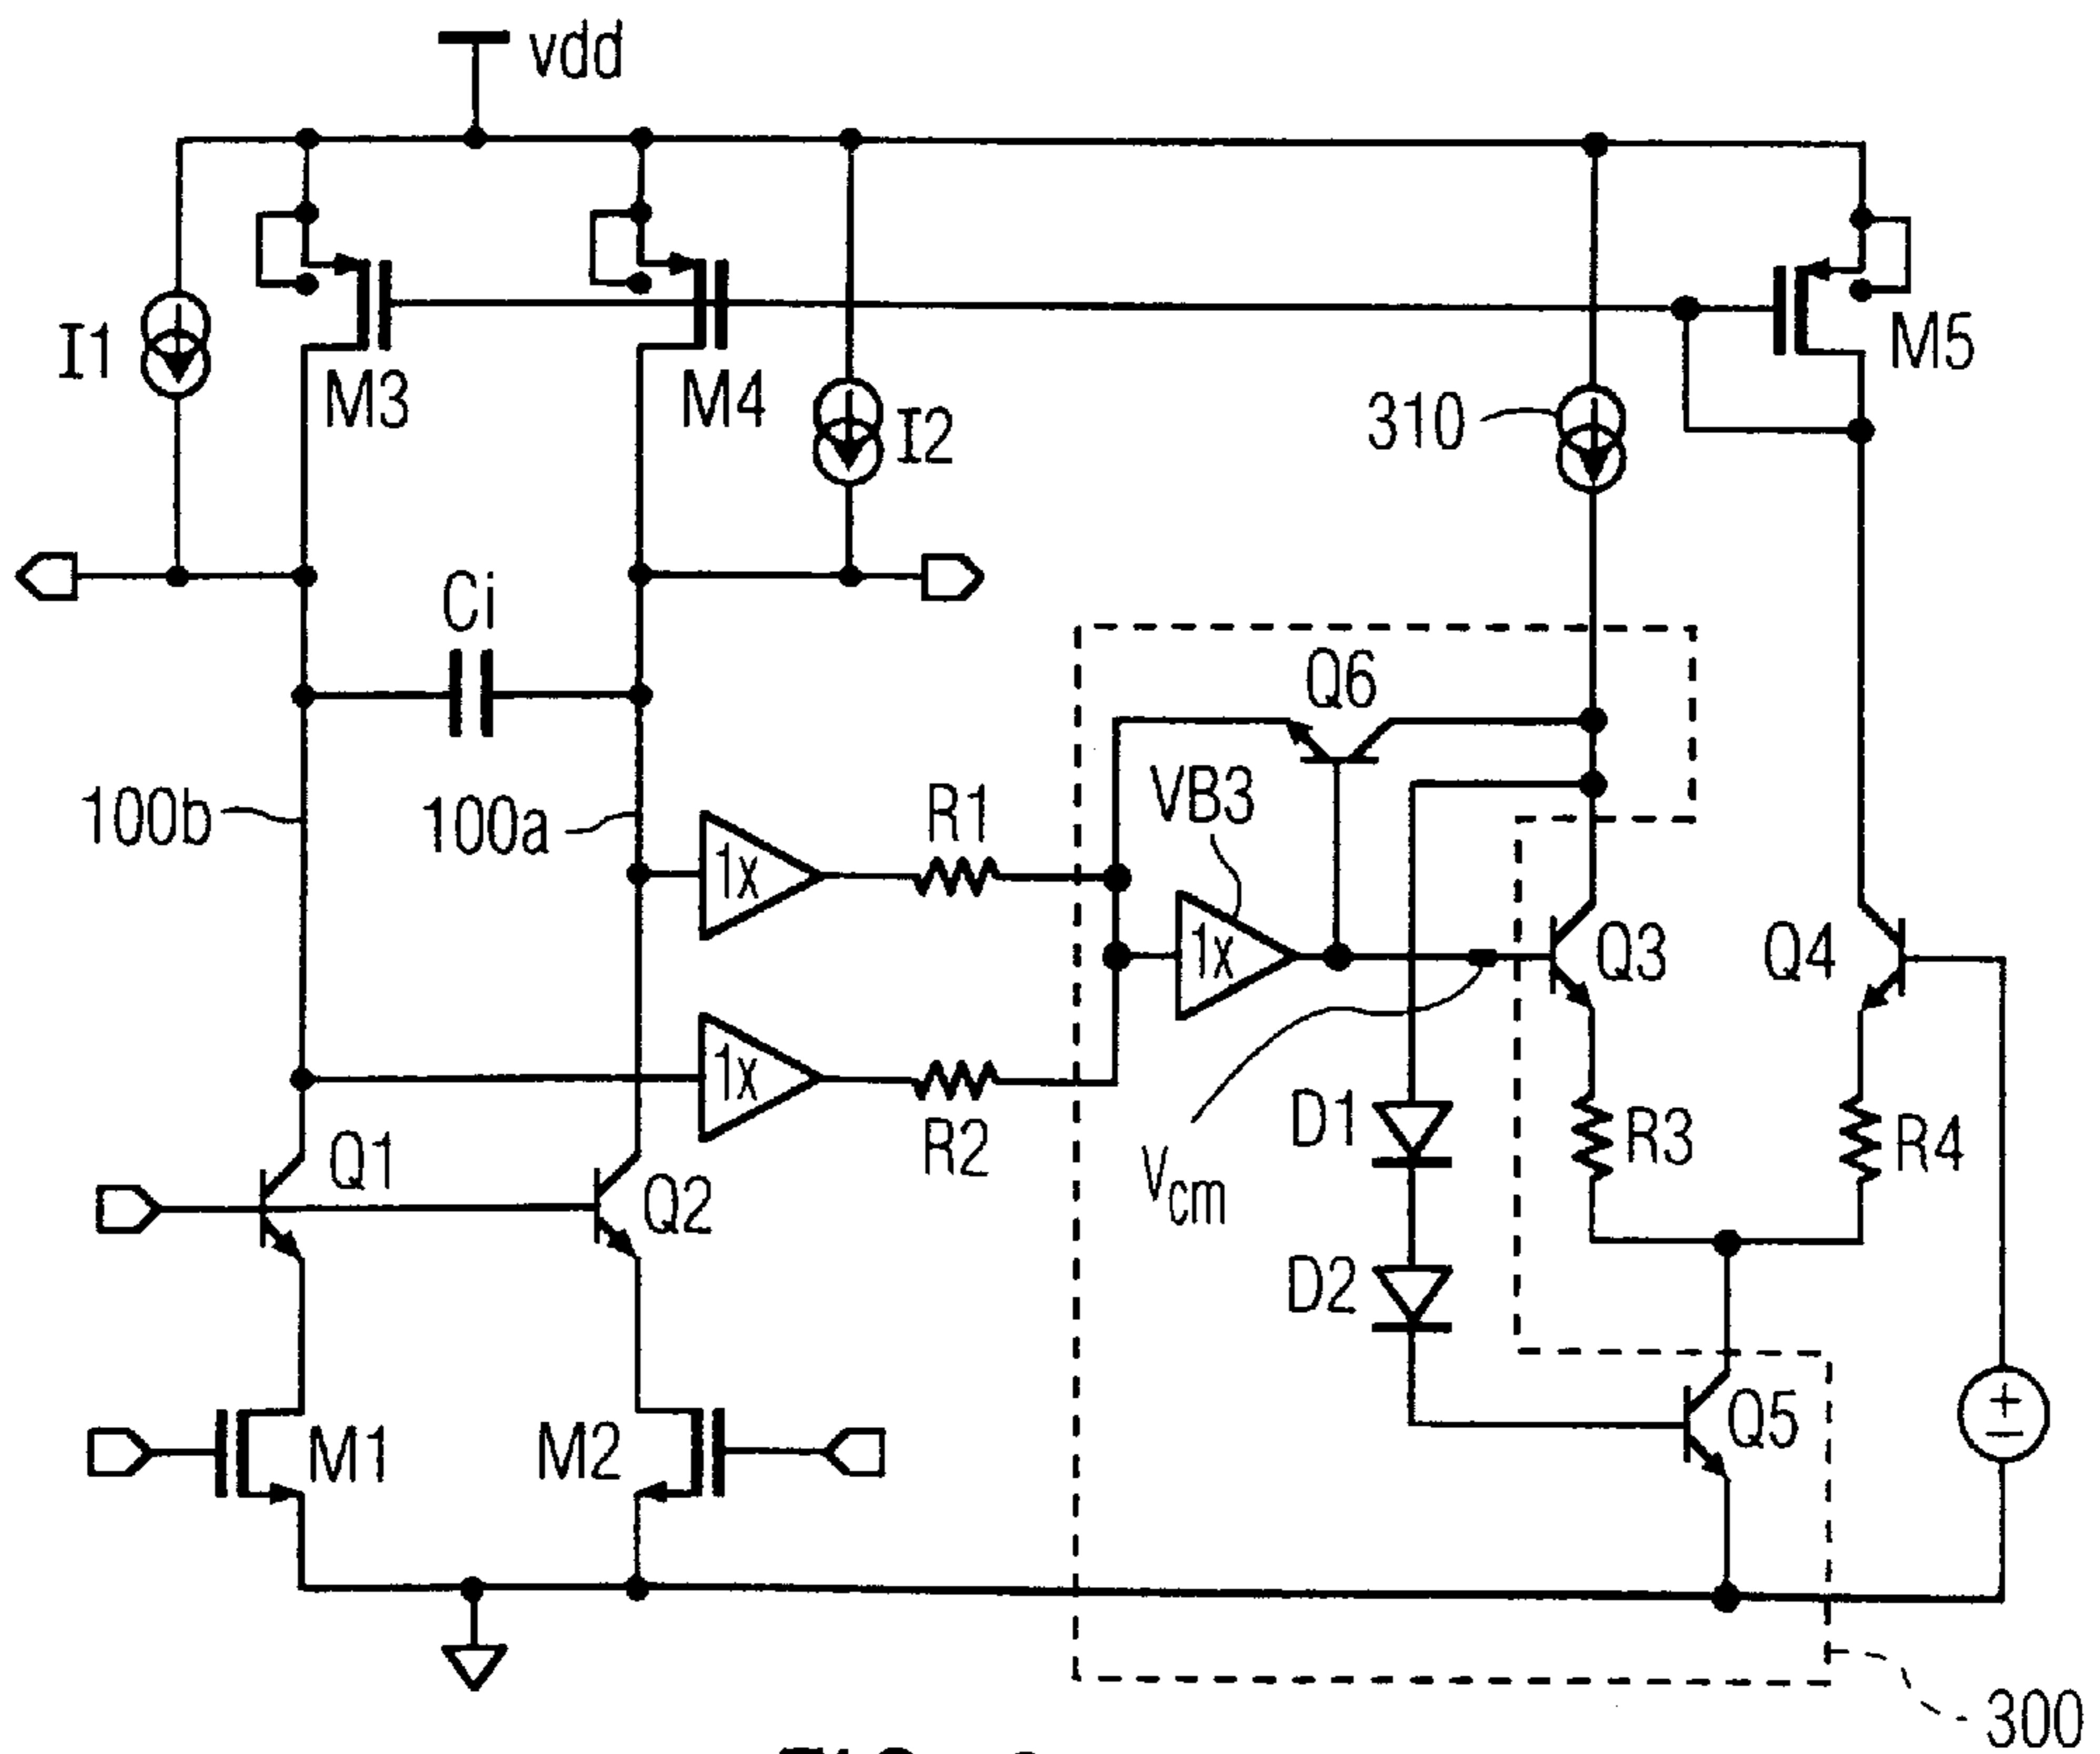 vdd
I1
M3
M4
I2
310
M5
Ci
Q6
100b
100a
R1
VB3
1x
1x
Q3
Q4
1x
R2
D1
Vcm
R3
R4
Q1
Q2
D2
M1
M2
Q5
+
−
300